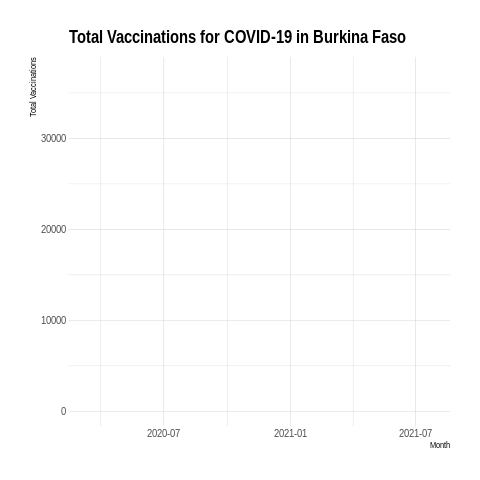 Total Vaccinations for COVID-19 in Burkina Faso
Total Vaccinations
30000
20000
10000
0
2020-07 2021-01 2021-07
Month